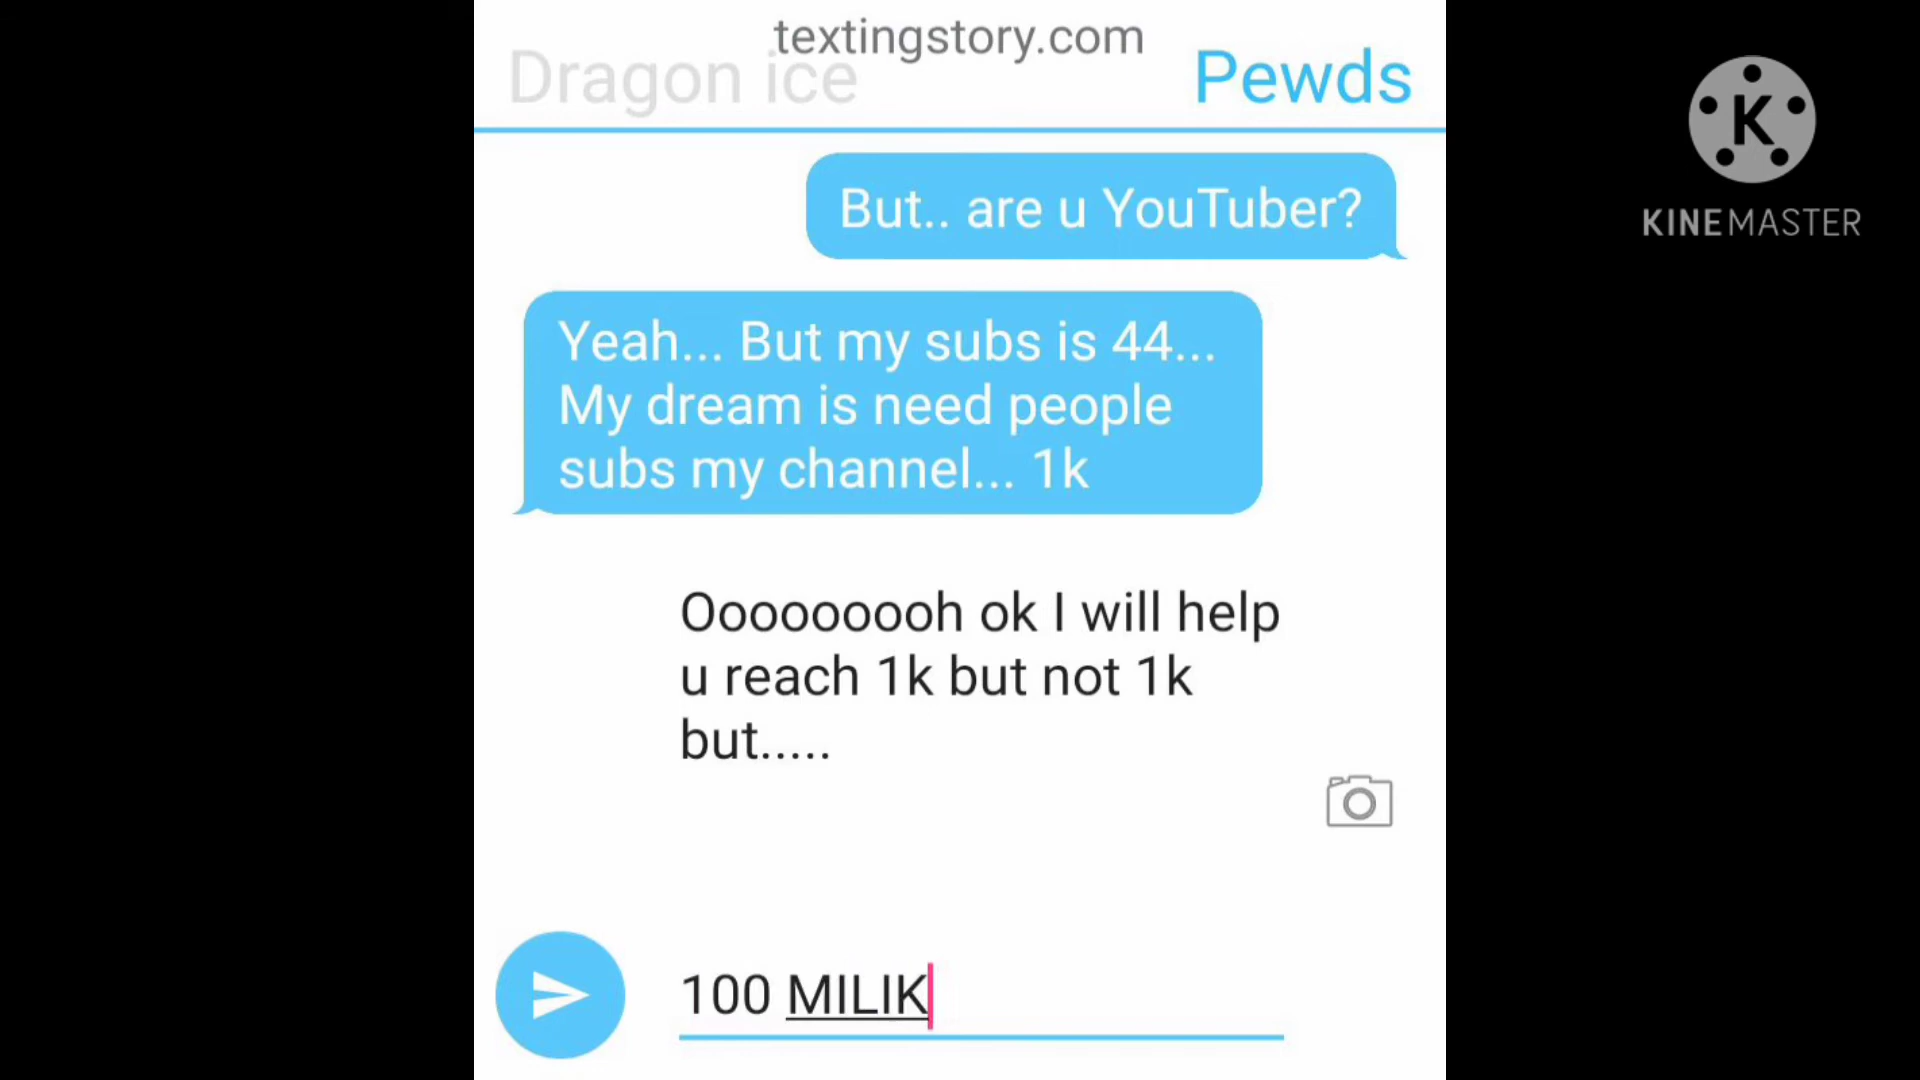 textingstory.com
Dragon ice
Pewds
K
KINEMASTER
But.. are u YouTuber?
Yeah... But my subs is 44...
My dream is need people
subs my channel... 1k
Ooooooooh ok I will help
u reach 1k but not 1k
but.....
100 MILIK